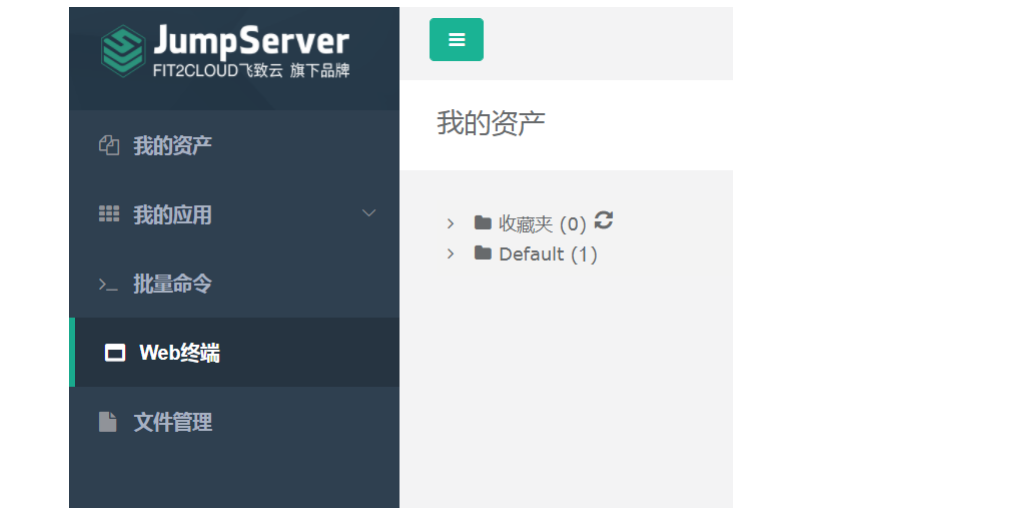 JumpServer
FIT2CLOUD飞致云 旗下品牌
我的资产
我的应用
批量命令
Web终端
文件管理
我的资产
收藏夹 (0)
Default (1)